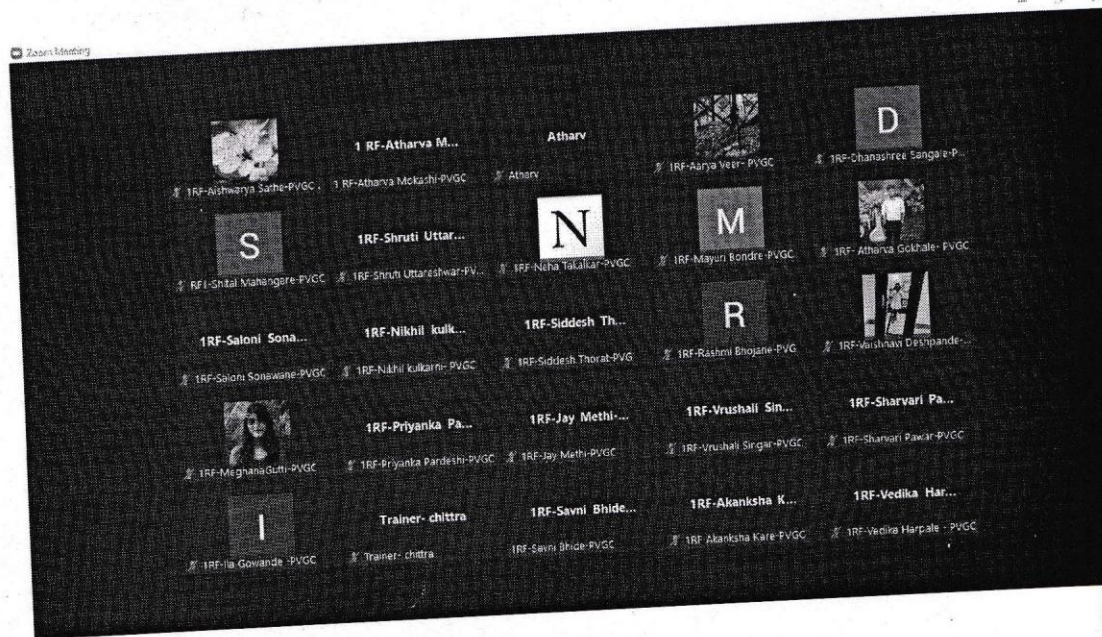 Zoom Meeting
1 RF-Atharva M...
Atharv
D
1RF-Aishwarya Sathe-PVGC
1 RF-Atharva Mokashi-PVGC
Atharv
1RF-Aarya Veer- PVGC
1RF-Dhanashree Sangale-P...
S
1RF-Shruti Uttar...
N
M
RF1-Shital Mahangare-PVGC
1RF-Shruti Uttareshwar-PV...
1RF-Neha Takalkar-PVGC
1RF-Mayuri Bondre-PVGC
1RF- Atharva Gokhale- PVGC
1RF-Saloni Sona...
1RF-Nikhil kulk...
1RF-Siddesh Th...
R
1RF-Saloni Sonawane-PVGC
1RF-Nikhil kulkarni- PVGC
1RF-Siddesh Thorat-PVG
1RF-Rashmi Bhojane-PVG
1RF-Vaishnavi Deshpande-...
1RF-Priyanka Pa...
1RF-Jay Methi-...
1RF-Vrushali Sin...
1RF-Sharvari Pa...
1RF-MeghanaGutti-PVGC
1RF-Priyanka Pardeshi-PVGC
1RF-Jay Methi-PVGC
1RF-Vrushali Singar-PVGC
1RF-Sharvari Pawar-PVGC
I
Trainer- chittra
1RF-Savni Bhide...
1RF-Akanksha K...
1RF-Vedika Har...
1RF-Ila Gowande -PVGC
Trainer- chittra
1RF-Savni Bhide-PVGC
1RF-Akanksha Kare-PVGC
1RF-Vedika Harpale - PVGC